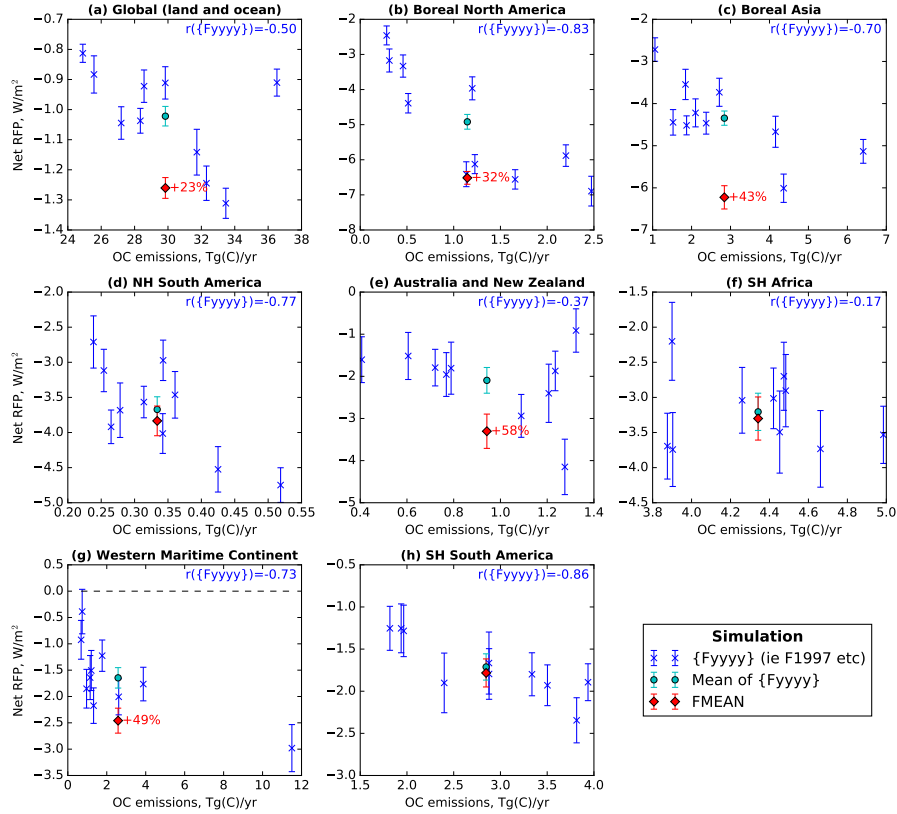 (a) Global (land and ocean)
r({Fyyyy})=-0.50
−0.7
−0.8
−0.9
−1.0
−1.1
−1.2
−1.3
−1.4
Net RFP, W/m²
+23%
24 26 28 30 32 34 36 38
OC emissions, Tg(C)/yr
(b) Boreal North America
r({Fyyyy})=-0.83
−2
−3
−4
−5
−6
−7
−8
+32%
0.0 0.5 1.0 1.5 2.0 2.5
OC emissions, Tg(C)/yr
(c) Boreal Asia
r({Fyyyy})=-0.70
−2
−3
−4
−5
−6
−7
+43%
1 2 3 4 5 6 7
OC emissions, Tg(C)/yr
(d) NH South America
r({Fyyyy})=-0.77
−2.0
−2.5
−3.0
−3.5
−4.0
−4.5
−5.0
Net RFP, W/m²
0.20 0.25 0.30 0.35 0.40 0.45 0.50 0.55
OC emissions, Tg(C)/yr
(e) Australia and New Zealand
r({Fyyyy})=-0.37
0
−1
−2
−3
−4
−5
+58%
0.4 0.6 0.8 1.0 1.2 1.4
OC emissions, Tg(C)/yr
(f) SH Africa
r({Fyyyy})=-0.17
−1.5
−2.0
−2.5
−3.0
−3.5
−4.0
−4.5
3.8 4.0 4.2 4.4 4.6 4.8 5.0
OC emissions, Tg(C)/yr
(g) Western Maritime Continent
r({Fyyyy})=-0.73
0.5
0.0
−0.5
−1.0
−1.5
−2.0
−2.5
−3.0
−3.5
Net RFP, W/m²
+49%
0 2 4 6 8 10 12
OC emissions, Tg(C)/yr
(h) SH South America
r({Fyyyy})=-0.86
−0.5
−1.0
−1.5
−2.0
−2.5
−3.0
1.5 2.0 2.5 3.0 3.5 4.0
OC emissions, Tg(C)/yr
Simulation
{Fyyyy} (ie F1997 etc)
Mean of {Fyyyy}
FMEAN